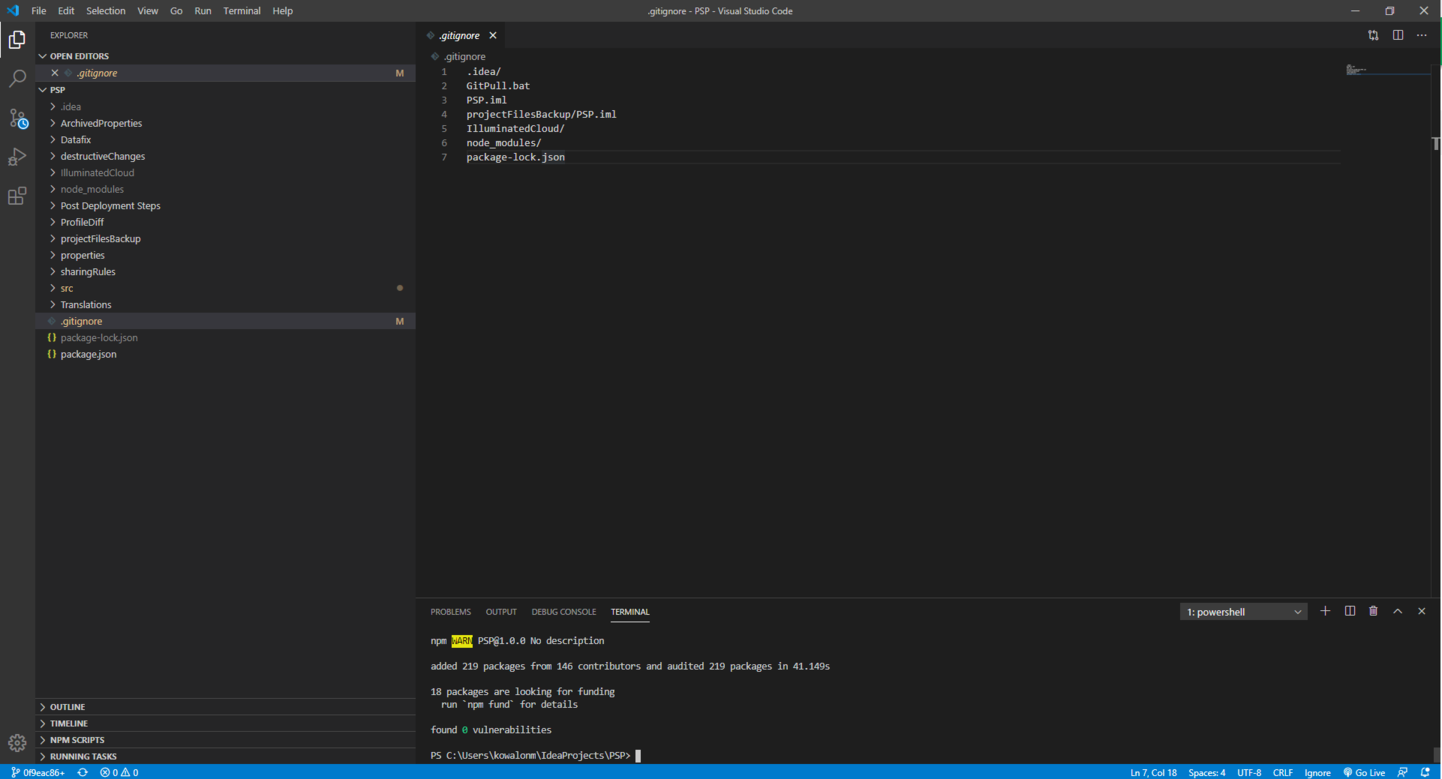 File Edit Selection View Go Run Terminal Help
.gitignore - PSP - Visual Studio Code
EXPLORER
OPEN EDITORS
.gitignore M
PSP
.idea
ArchivedProperties
Datafix
destructiveChanges
IlluminatedCloud
node_modules
Post Deployment Steps
ProfileDiff
projectFilesBackup
properties
sharingRules
src
Translations
.gitignore M
{} package-lock.json
{} package.json
OUTLINE
TIMELINE
NPM SCRIPTS
RUNNING TASKS
.gitignore
.gitignore
1 .idea/
2 GitPull.bat
3 PSP.iml
4 projectFilesBackup/PSP.iml
5 IlluminatedCloud/
6 node_modules/
7 package-lock.json
PROBLEMS OUTPUT DEBUG CONSOLE TERMINAL
1: powershell
npm WARN PSP@1.0.0 No description
added 219 packages from 146 contributors and audited 219 packages in 41.149s
18 packages are looking for funding
run `npm fund` for details
found 0 vulnerabilities
PS C:\Users\kowalonm\IdeaProjects\PSP>
0f9eac86+ 0 0 Ln 7, Col 18 Spaces: 4 UTF-8 CRLF Ignore Go Live